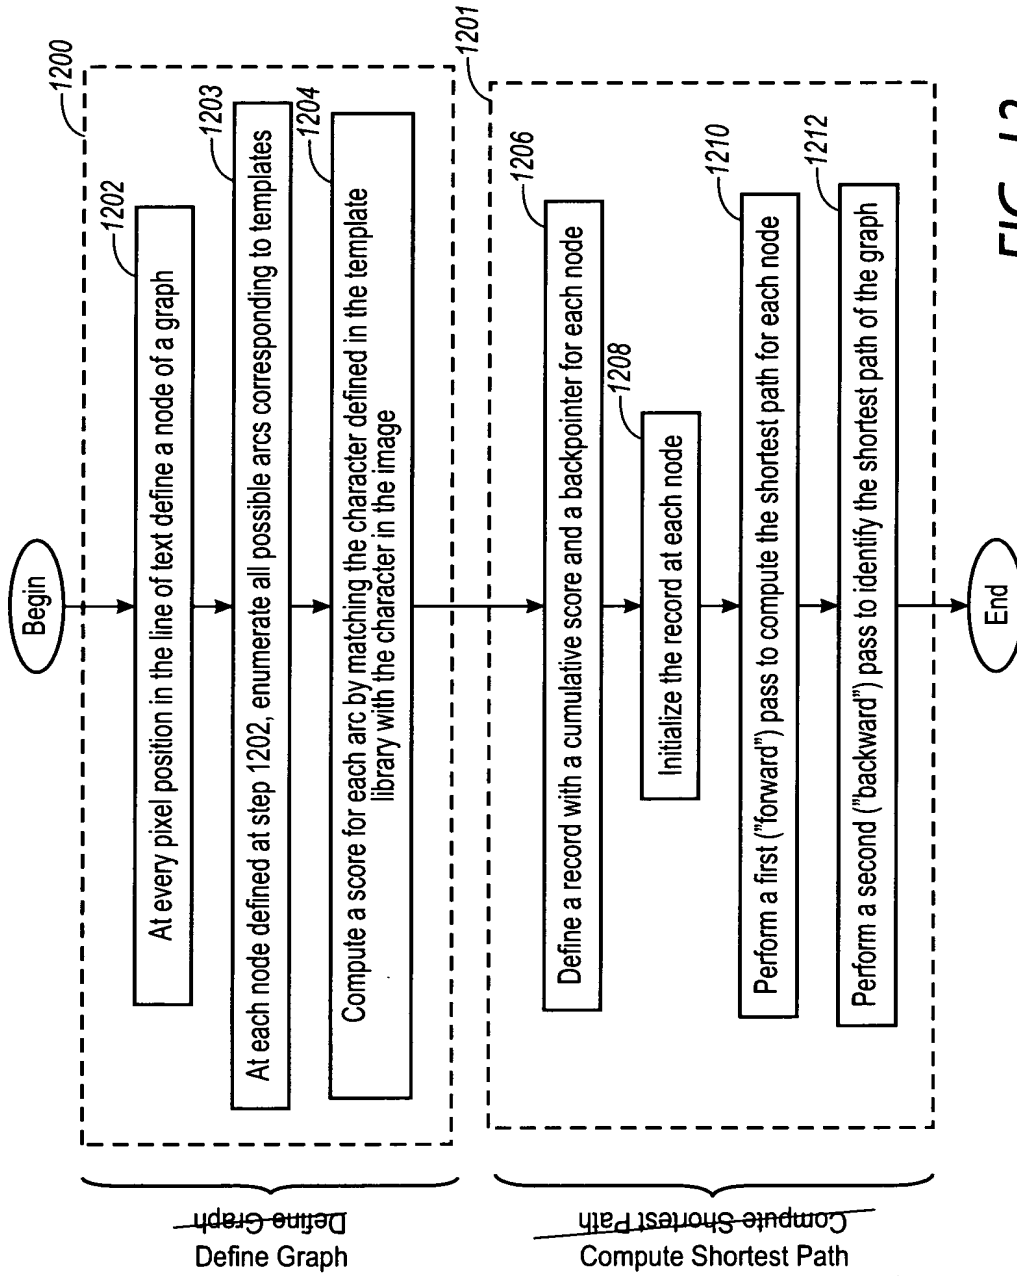 Begin
1200
1202
At every pixel position in the line of text define a node of a graph
1203
At each node defined at step 1202, enumerate all possible arcs corresponding to templates
1204
Compute a score for each arc by matching the character defined in the template
library with the character in the image
Define Graph
Define Graph
1201
1206
Define a record with a cumulative score and a backpointer for each node
1208
Initialize the record at each node
1210
Perform a first ("forward") pass to compute the shortest path for each node
1212
Perform a second ("backward") pass to identify the shortest path of the graph
Compute Shortest Path
Compute Shortest Path
End